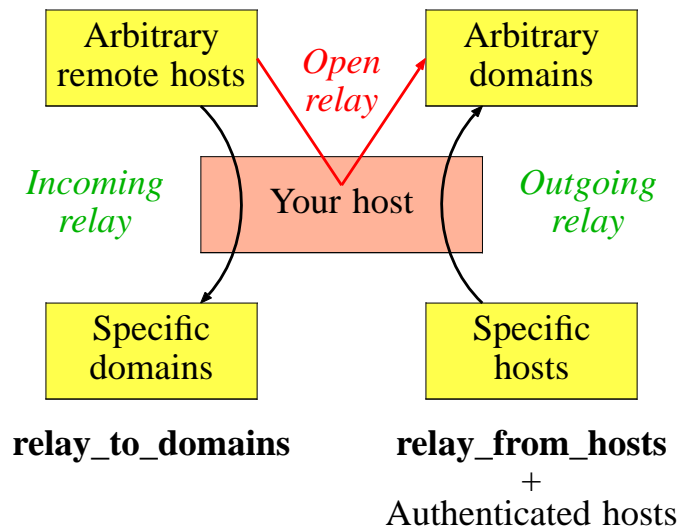 Arbitrary
remote hosts
Open
relay
Arbitrary
domains
Incoming
relay
Your host
Outgoing
relay
Specific
domains
Specific
hosts
relay_to_domains
relay_from_hosts
+
Authenticated hosts